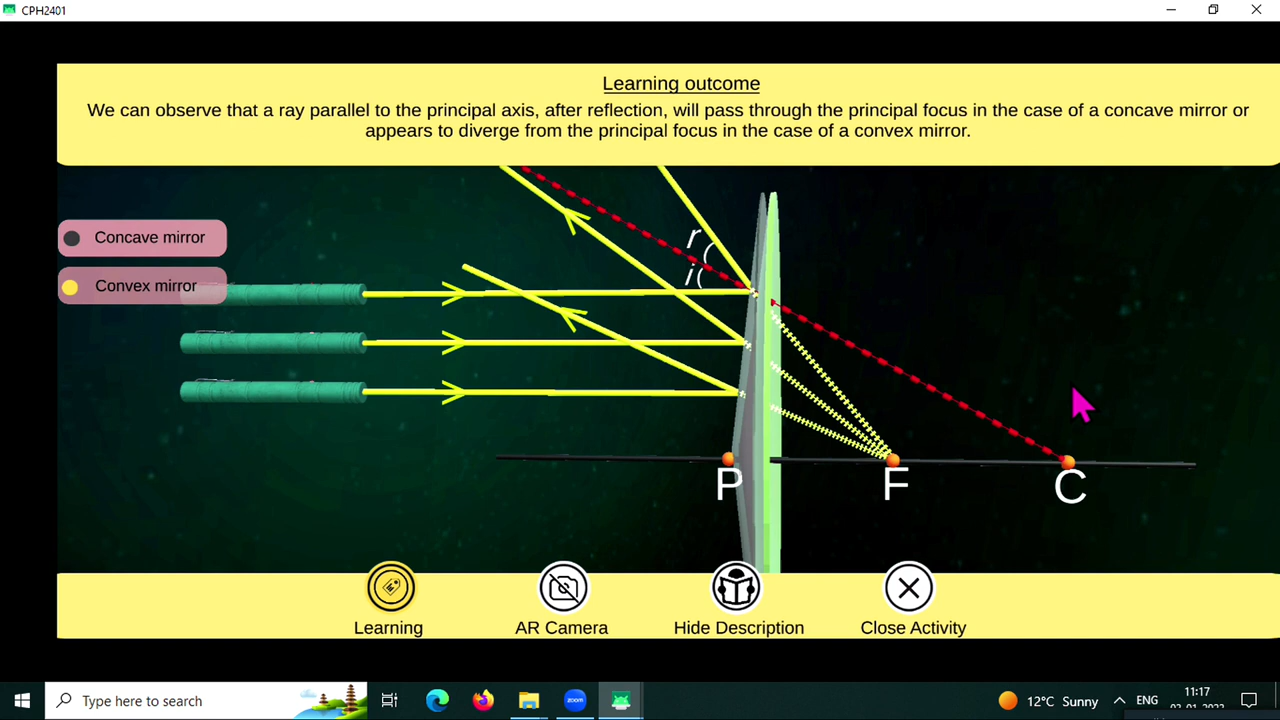 CPH2401
Learning outcome
We can observe that a ray parallel to the principal axis, after reflection, will pass through the principal focus in the case of a concave mirror or
appears to diverge from the principal focus in the case of a convex mirror.
Concave mirror
Convex mirror
r
i
P
F
C
Learning
AR Camera
Hide Description
Close Activity
Type here to search
zoom
12°C Sunny
ENG
11:17